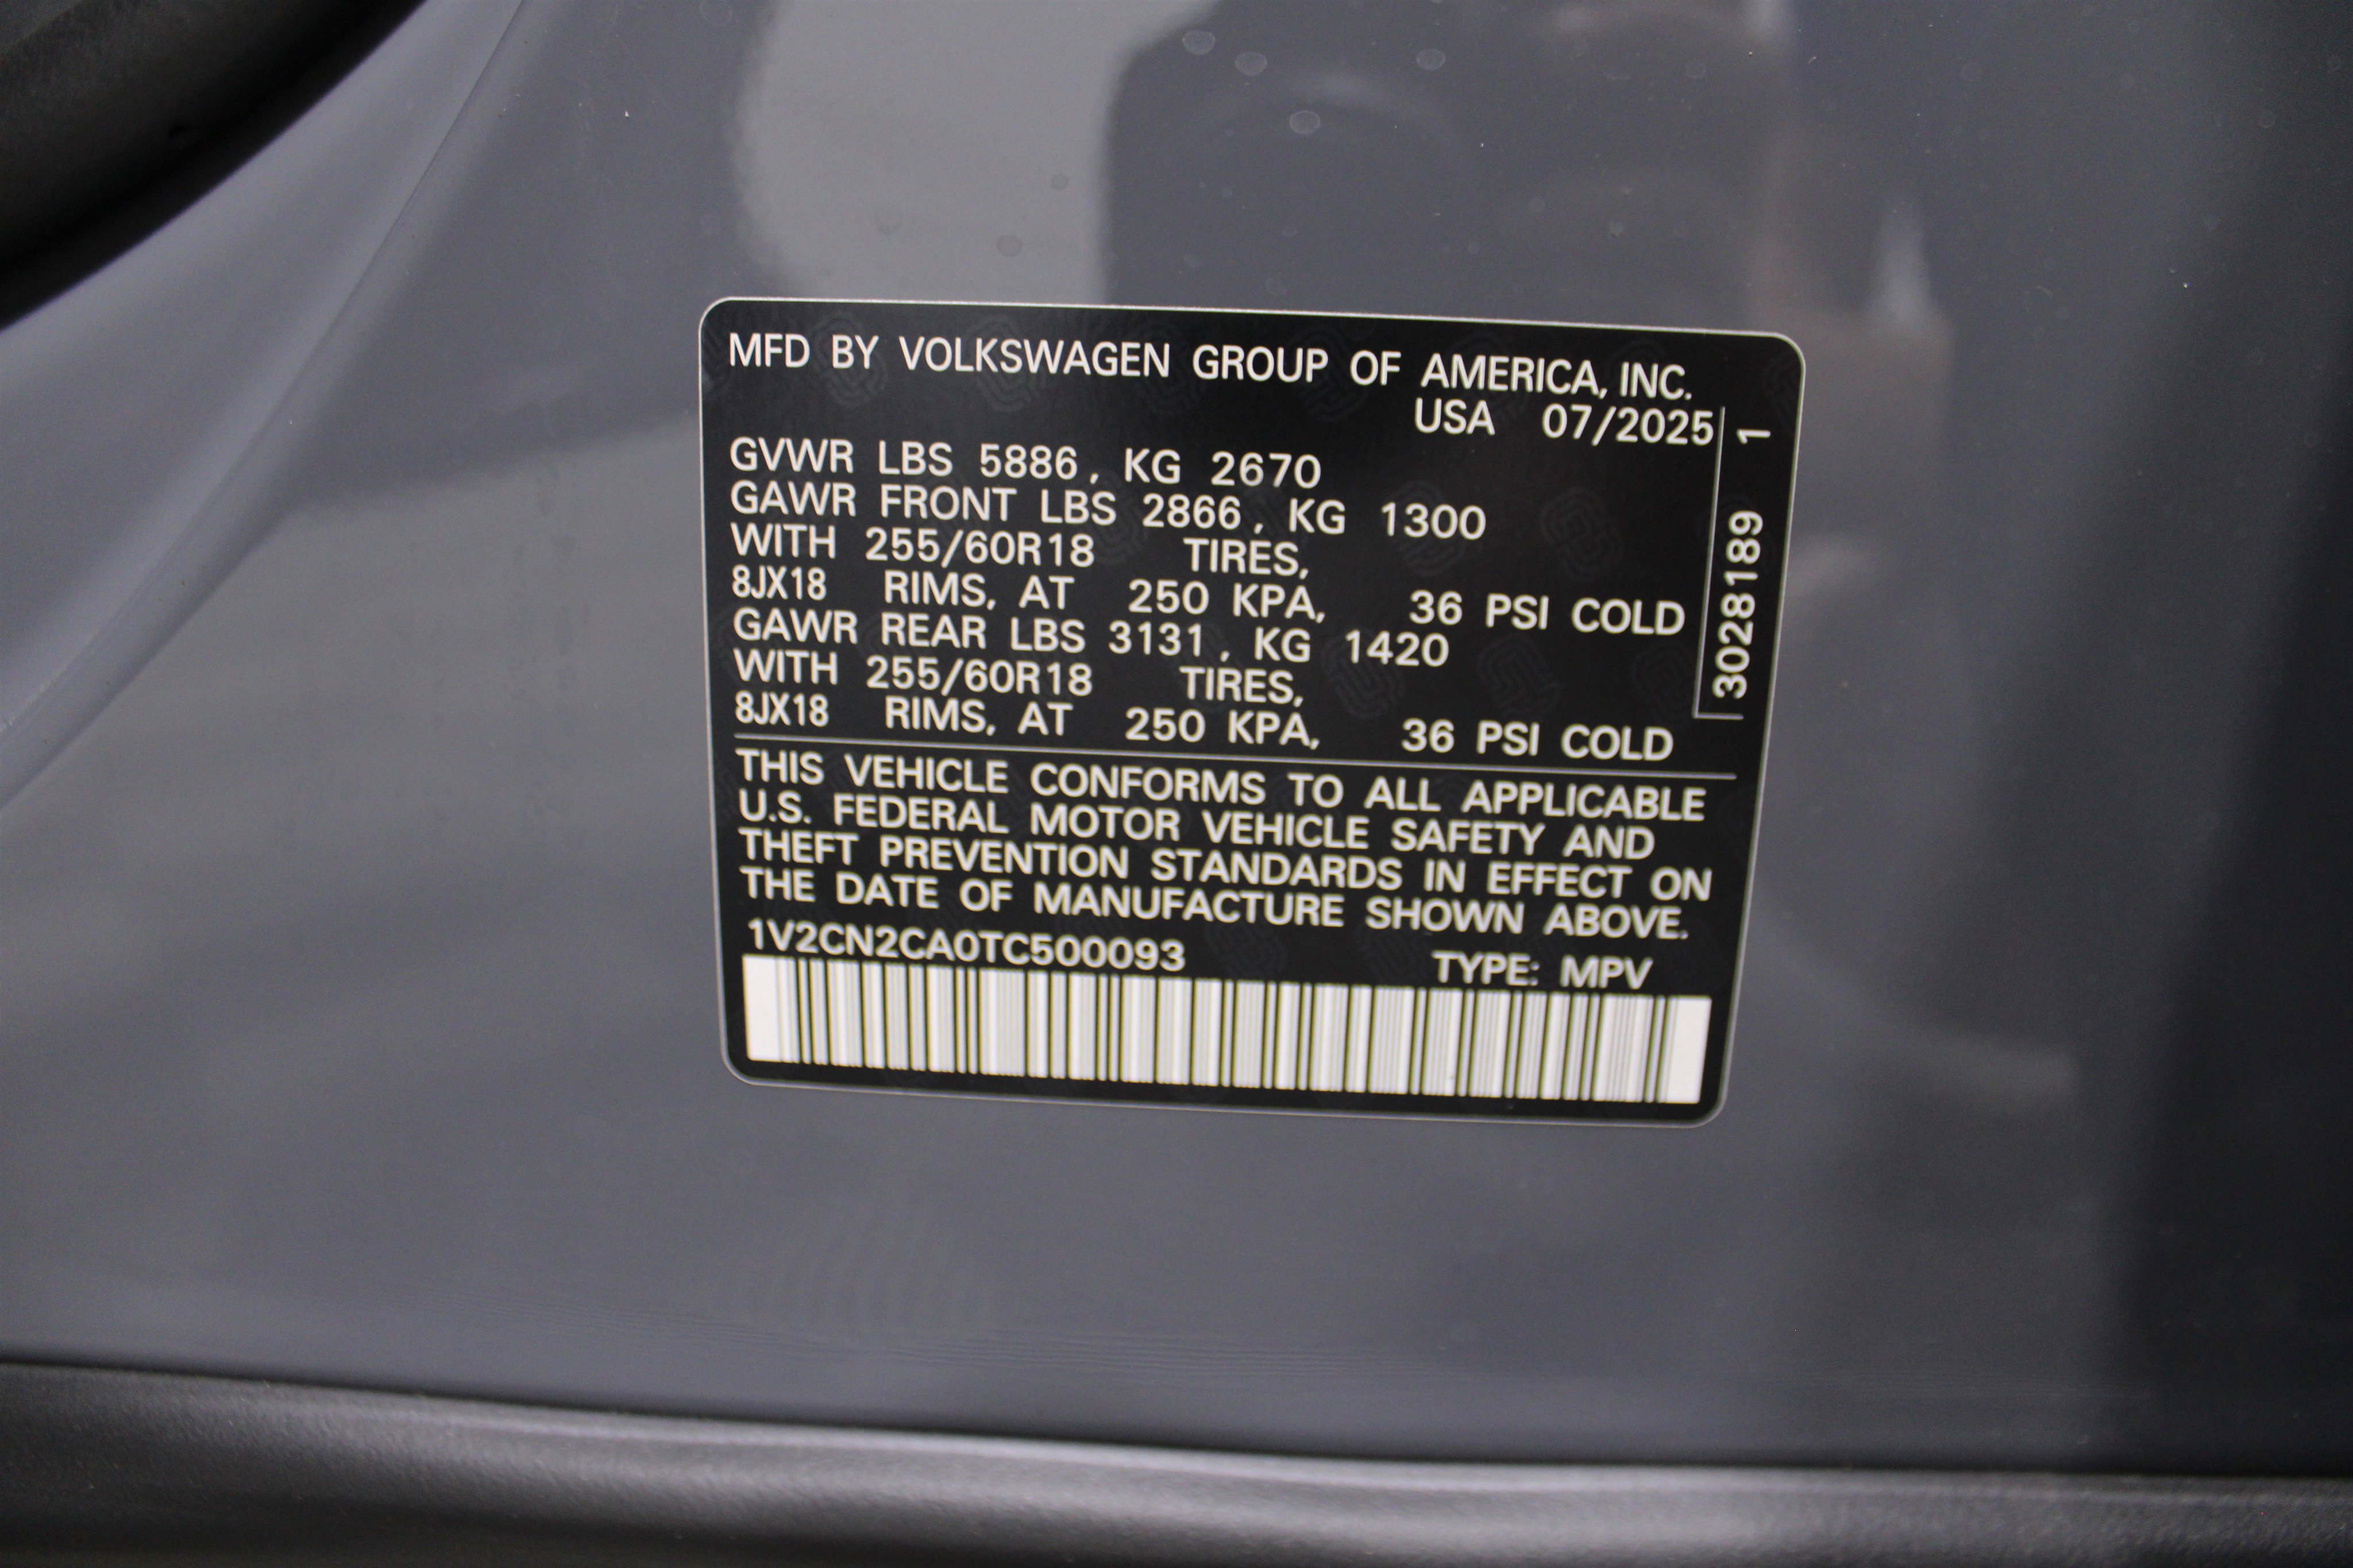 MFD BY VOLKSWAGEN GROUP OF AMERICA, INC.
USA 07/2025
GVWR LBS 5886, KG 2670
GAWR FRONT LBS 2866, KG 1300
WITH 255/60R18 TIRES,
8JX18 RIMS, AT 250 KPA, 36 PSI COLD
GAWR REAR LBS 3131, KG 1420
WITH 255/60R18 TIRES,
8JX18 RIMS, AT 250 KPA, 36 PSI COLD
3028189 1
THIS VEHICLE CONFORMS TO ALL APPLICABLE
U.S. FEDERAL MOTOR VEHICLE SAFETY AND
THEFT PREVENTION STANDARDS IN EFFECT ON
THE DATE OF MANUFACTURE SHOWN ABOVE.
1V2CN2CA0TC500093 TYPE: MPV